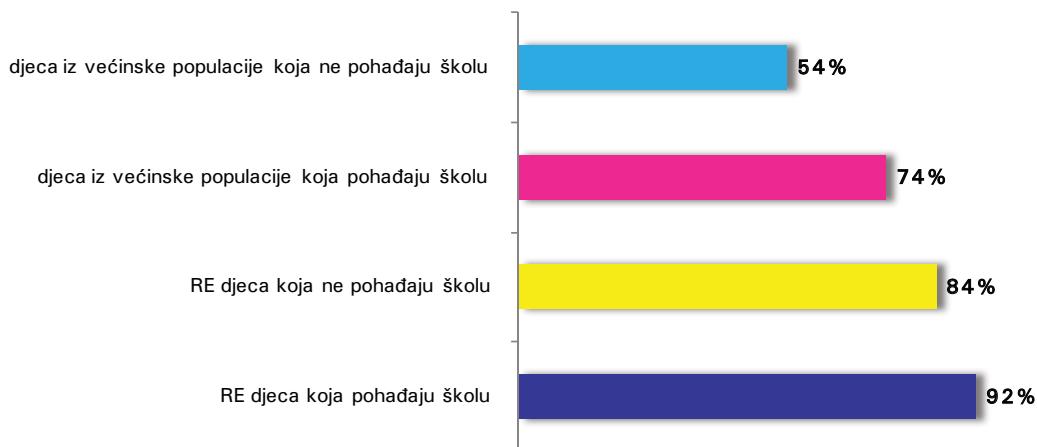 djeca iz većinske populacije koja ne pohađaju školu
54%
djeca iz većinske populacije koja pohađaju školu
74%
RE djeca koja ne pohađaju školu
84%
RE djeca koja pohađaju školu
92%